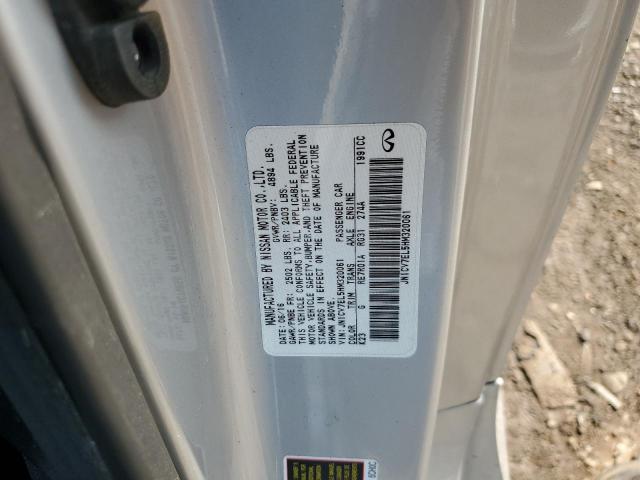 MANUFACTURED BY NISSAN MOTOR CO.,LTD.
DATE: 06/16 GVWR/PNBV: 4894 LBS.
GAWR/PNBE FR: 2502 LBS. RR: 2403 LBS.
THIS VEHICLE CONFORMS TO ALL APPLICABLE FEDERAL
MOTOR VEHICLE SAFETY,BUMPER,AND THEFT PREVENTION
STANDARDS IN EFFECT ON THE DATE OF MANUFACTURE
SHOWN ABOVE.
VIN: JN1CV7EL5HM320061 PASSENGER CAR
COLOR TRIM TRANS AXLE ENGINE
K23 G RE7R01A RG31 274A 1991CC
JN1CV7EL5HM320061